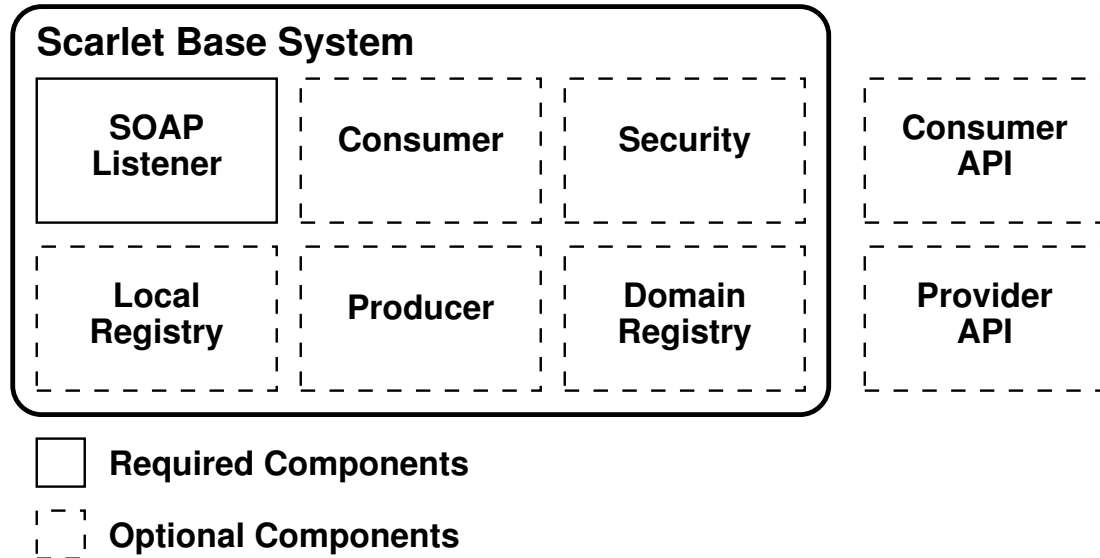 Scarlet Base System
SOAP
Listener
Consumer
Security
Consumer
API
Local
Registry
Producer
Domain
Registry
Provider
API
Required Components
Optional Components